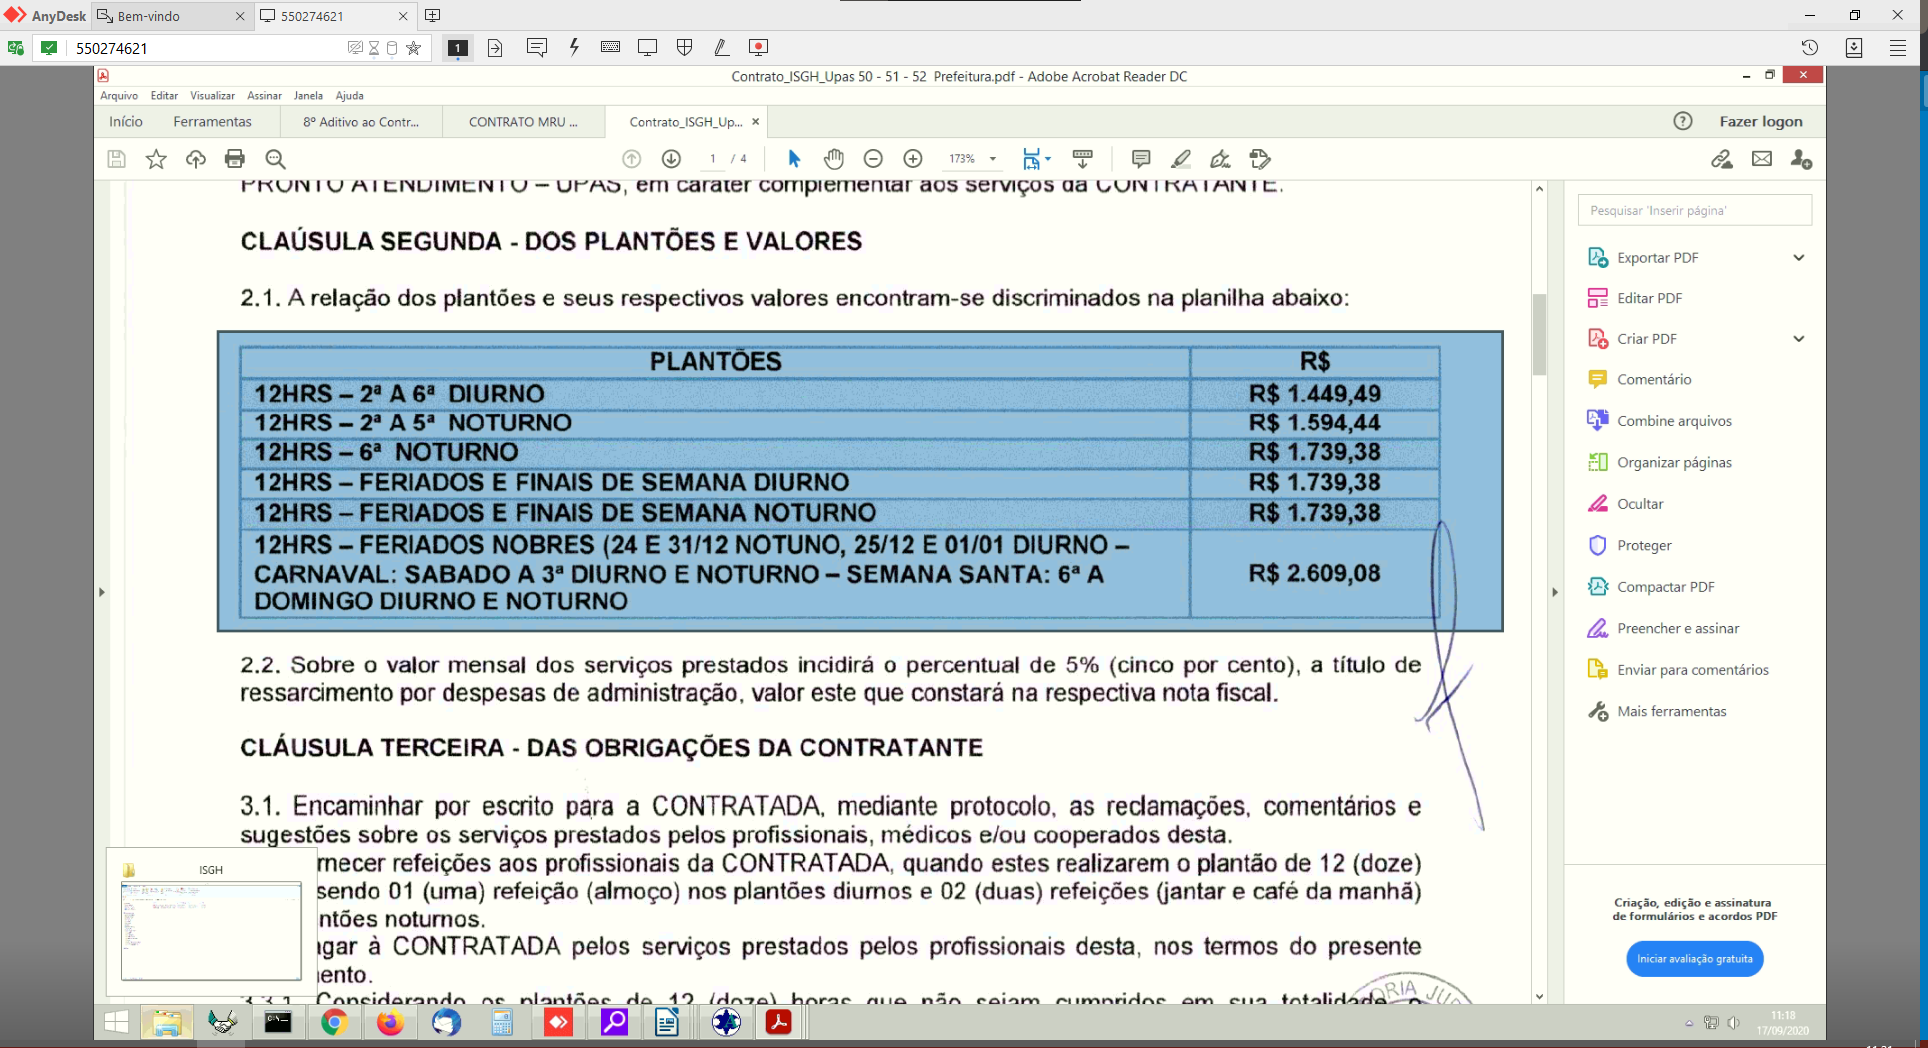 AnyDesk
Bem-vindo
550274621
550274621
1
Contrato_ISGH_Upas 50 - 51 - 52  Prefeitura.pdf - Adobe Acrobat Reader DC
Arquivo Editar Visualizar Assinar Janela Ajuda
Início Ferramentas 8º Aditivo ao Contr... CONTRATO MRU ... Contrato_ISGH_Up... Fazer logon
1 / 4 173%
PRONTO ATENDIMENTO – UPAS, em caráter complementar aos serviços da CONTRATANTE.
CLAÚSULA SEGUNDA - DOS PLANTÕES E VALORES
2.1. A relação dos plantões e seus respectivos valores encontram-se discriminados na planilha abaixo:
PLANTÕES R$
12HRS – 2ª A 6ª DIURNO R$ 1.449,49
12HRS – 2ª A 5ª NOTURNO R$ 1.594,44
12HRS – 6ª NOTURNO R$ 1.739,38
12HRS – FERIADOS E FINAIS DE SEMANA DIURNO R$ 1.739,38
12HRS – FERIADOS E FINAIS DE SEMANA NOTURNO R$ 1.739,38
12HRS – FERIADOS NOBRES (24 E 31/12 NOTUNO, 25/12 E 01/01 DIURNO –
CARNAVAL: SABADO A 3ª DIURNO E NOTURNO – SEMANA SANTA: 6ª A R$ 2.609,08
DOMINGO DIURNO E NOTURNO
2.2. Sobre o valor mensal dos serviços prestados incidirá o percentual de 5% (cinco por cento), a título de
ressarcimento por despesas de administração, valor este que constará na respectiva nota fiscal.
CLÁUSULA TERCEIRA - DAS OBRIGAÇÕES DA CONTRATANTE
3.1. Encaminhar por escrito para a CONTRATADA, mediante protocolo, as reclamações, comentários e
sugestões sobre os serviços prestados pelos profissionais, médicos e/ou cooperados desta.
rnecer refeições aos profissionais da CONTRATADA, quando estes realizarem o plantão de 12 (doze)
sendo 01 (uma) refeição (almoço) nos plantões diurnos e 02 (duas) refeições (jantar e café da manhã)
ntões noturnos.
gar à CONTRATADA pelos serviços prestados pelos profissionais desta, nos termos do presente
ento.
3.3.1. Considerando os plantões de 12 (doze) horas que não sejam cumpridos em sua totalidade, o
ORIA JU
ISGH
Pesquisar 'Inserir página'
Exportar PDF
Editar PDF
Criar PDF
Comentário
Combine arquivos
Organizar páginas
Ocultar
Proteger
Compactar PDF
Preencher e assinar
Enviar para comentários
Mais ferramentas
Criação, edição e assinatura
de formulários e acordos PDF
Iniciar avaliação gratuita
11:18
17/09/2020